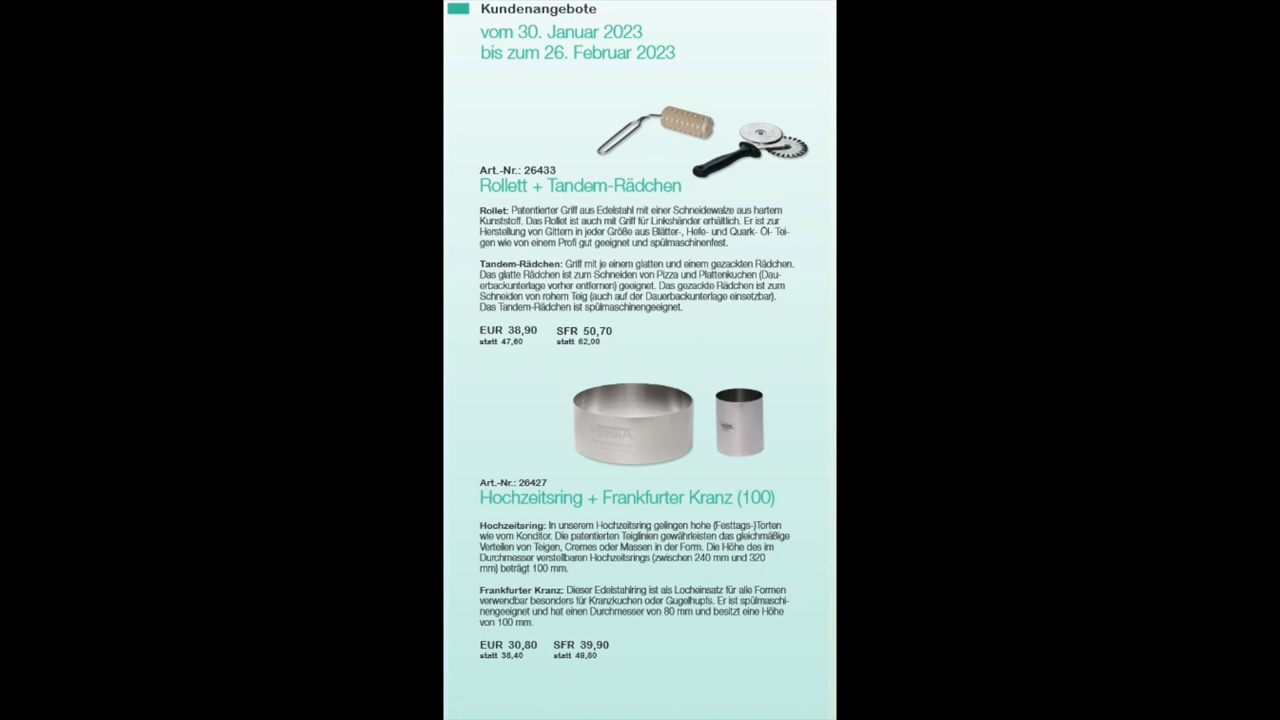 Kundenangebote
vom 30. Januar 2023
bis zum 26. Februar 2023
Art.-Nr.: 26433
Rollett + Tandem-Rädchen
Rollet: Patentierter Griff aus Edelstahl mit einer Schneidewalze aus hartem
Kunststoff. Das Rollet ist auch mit Griff für Linkshänder erhältlich. Er ist zur
Herstellung von Gittern in jeder Größe aus Blätter-, Hefe- und Quark- Öl- Tei-
gen wie von einem Profi gut geeignet und spülmaschinenfest.
Tandem-Rädchen: Griff mit je einem glatten und einem gezackten Rädchen.
Das glatte Rädchen ist zum Schneiden von Pizza und Plattenkuchen (Dau-
erbackunterlage vorher entfernen) geeignet. Das gezackte Rädchen ist zum
Schneiden von rohem Teig (auch auf der Dauerbackunterlage einsetzbar).
Das Tandem-Rädchen ist spülmaschinengeeignet.
EUR 38,90 SFR 50,70
statt 47,60 statt 62,00
Art.-Nr.: 26427
Hochzeitsring + Frankfurter Kranz (100)
Hochzeitsring: In unserem Hochzeitsring gelingen hohe (Festtags-)Torten
wie vom Konditor. Die patentierten Teiglinien gewährleisten das gleichmäßige
Verteilen von Teigen, Cremes oder Massen in der Form. Die Höhe des im
Durchmesser verstellbaren Hochzeitsrings (zwischen 240 mm und 320
mm) beträgt 100 mm.
Frankfurter Kranz: Dieser Edelstahlring ist als Locheinsatz für alle Formen
verwendbar besonders für Kranzkuchen oder Gugelhupfs. Er ist spülmaschi-
nengeeignet und hat einen Durchmesser von 80 mm und besitzt eine Höhe
von 100 mm.
EUR 30,80 SFR 39,90
statt 38,40 statt 49,80